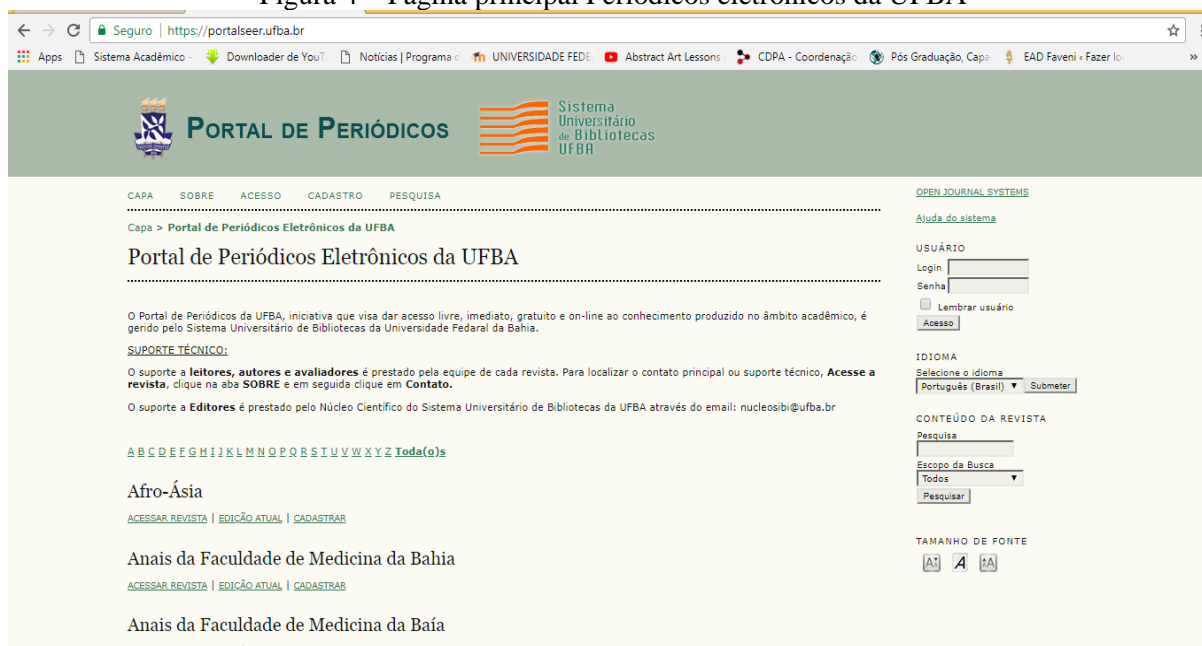 Figura 4 – Página principal Periódicos eletrônicos da UFBA
Seguro | https://portalseer.ufba.br
Apps Sistema Acadêmico - Downloader de YouT Notícias | Programa d UNIVERSIDADE FEDE Abstract Art Lessons CDPA - Coordenação Pós Graduação, Capa EAD Faveni ‹ Fazer lo »
PORTAL DE PERIÓDICOS
Sistema
Universitário
de Bibliotecas
UFBA
CAPA SOBRE ACESSO CADASTRO PESQUISA
Capa > Portal de Periódicos Eletrônicos da UFBA
Portal de Periódicos Eletrônicos da UFBA
O Portal de Periódicos da UFBA, iniciativa que visa dar acesso livre, imediato, gratuito e on-line ao conhecimento produzido no âmbito acadêmico, é
gerido pelo Sistema Universitário de Bibliotecas da Universidade Fedaral da Bahia.
SUPORTE TÉCNICO:
O suporte a leitores, autores e avaliadores é prestado pela equipe de cada revista. Para localizar o contato principal ou suporte técnico, Acesse a
revista, clique na aba SOBRE e em seguida clique em Contato.
O suporte a Editores é prestado pelo Núcleo Científico do Sistema Universitário de Bibliotecas da UFBA através do email: nucleosibi@ufba.br
A B C D E F G H I J K L M N O P Q R S T U V W X Y Z Toda(o)s
Afro-Ásia
ACESSAR REVISTA | EDIÇÃO ATUAL | CADASTRAR
Anais da Faculdade de Medicina da Bahia
ACESSAR REVISTA | EDIÇÃO ATUAL | CADASTRAR
Anais da Faculdade de Medicina da Baía
OPEN JOURNAL SYSTEMS
Ajuda do sistema
USUÁRIO
Login
Senha
Lembrar usuário
Acesso
IDIOMA
Selecione o idioma
Português (Brasil) Submeter
CONTEÚDO DA REVISTA
Pesquisa
Escopo da Busca
Todos
Pesquisar
TAMANHO DE FONTE
A A A